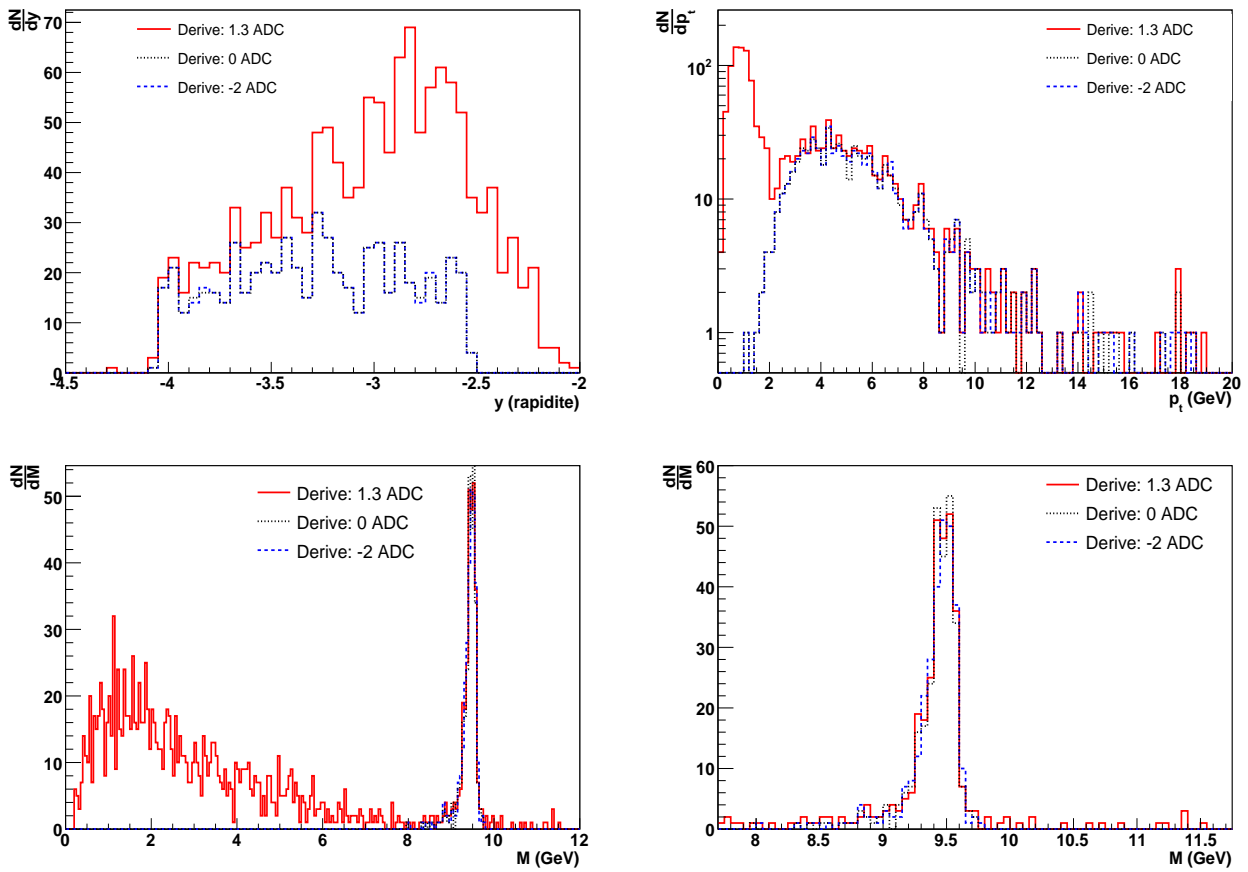 dN
dy
70
60
50
40
30
20
10
0
Derive: 1.3 ADC
Derive: 0 ADC
Derive: -2 ADC
-4.5 -4 -3.5 -3 -2.5 -2
y (rapidite)
dN
dp_t
10^2
10
1
Derive: 1.3 ADC
Derive: 0 ADC
Derive: -2 ADC
0 2 4 6 8 10 12 14 16 18 20
p_t (GeV)
dN
dM
50
40
30
20
10
0
Derive: 1.3 ADC
Derive: 0 ADC
Derive: -2 ADC
0 2 4 6 8 10 12
M (GeV)
dN
dM
60
50
40
30
20
10
0
Derive: 1.3 ADC
Derive: 0 ADC
Derive: -2 ADC
8 8.5 9 9.5 10 10.5 11 11.5
M (GeV)